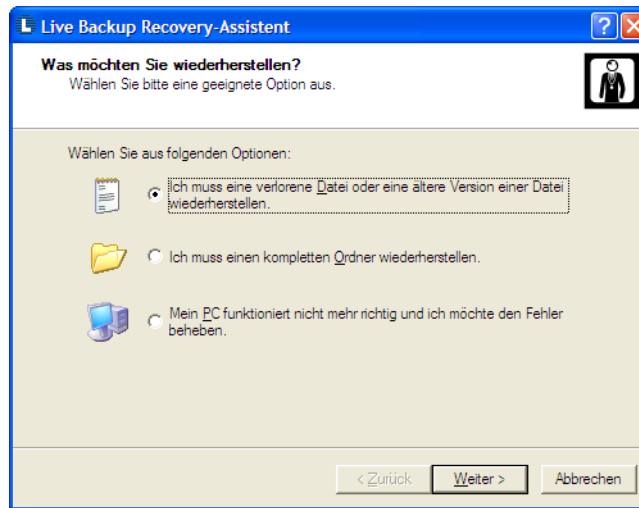 Live Backup Recovery-Assistent
Was möchten Sie wiederherstellen?
Wählen Sie bitte eine geeignete Option aus.
Wählen Sie aus folgenden Optionen:
Ich muss eine verlorene Datei oder eine ältere Version einer Datei
wiederherstellen.
Ich muss einen kompletten Ordner wiederherstellen.
Mein PC funktioniert nicht mehr richtig und ich möchte den Fehler
beheben.
< Zurück Weiter > Abbrechen